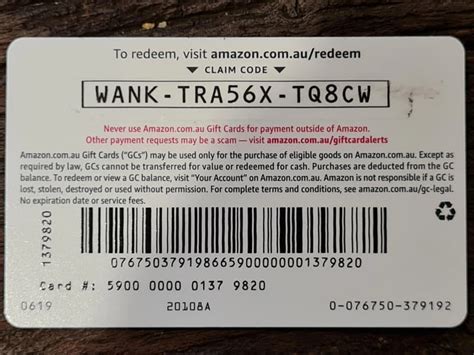 To redeem, visit amazon.com.au/redeem
CLAIM CODE
WANK-TRA56X-TQ8CW
Never use Amazon.com.au Gift Cards for payment outside of Amazon.
Other payment requests may be a scam — visit amazon.com.au/giftcardalerts
Amazon.com.au Gift Cards ("GCs") may be used only for the purchase of eligible goods on Amazon.com.au. Except as
required by law, GCs cannot be transferred for value or redeemed for cash. Purchases are deducted from the GC
balance. To redeem or view a GC balance, visit "Your Account" on Amazon.com.au. Amazon is not responsible if a GC is
lost, stolen, destroyed or used without permission. For complete terms and conditions, see amazon.com.au/gc-legal.
No expiration date or service fees.
1379820
076750379198665900000001379820
Card #: 5900 0000 0137 9820
0619
20108A
0-076750-379192